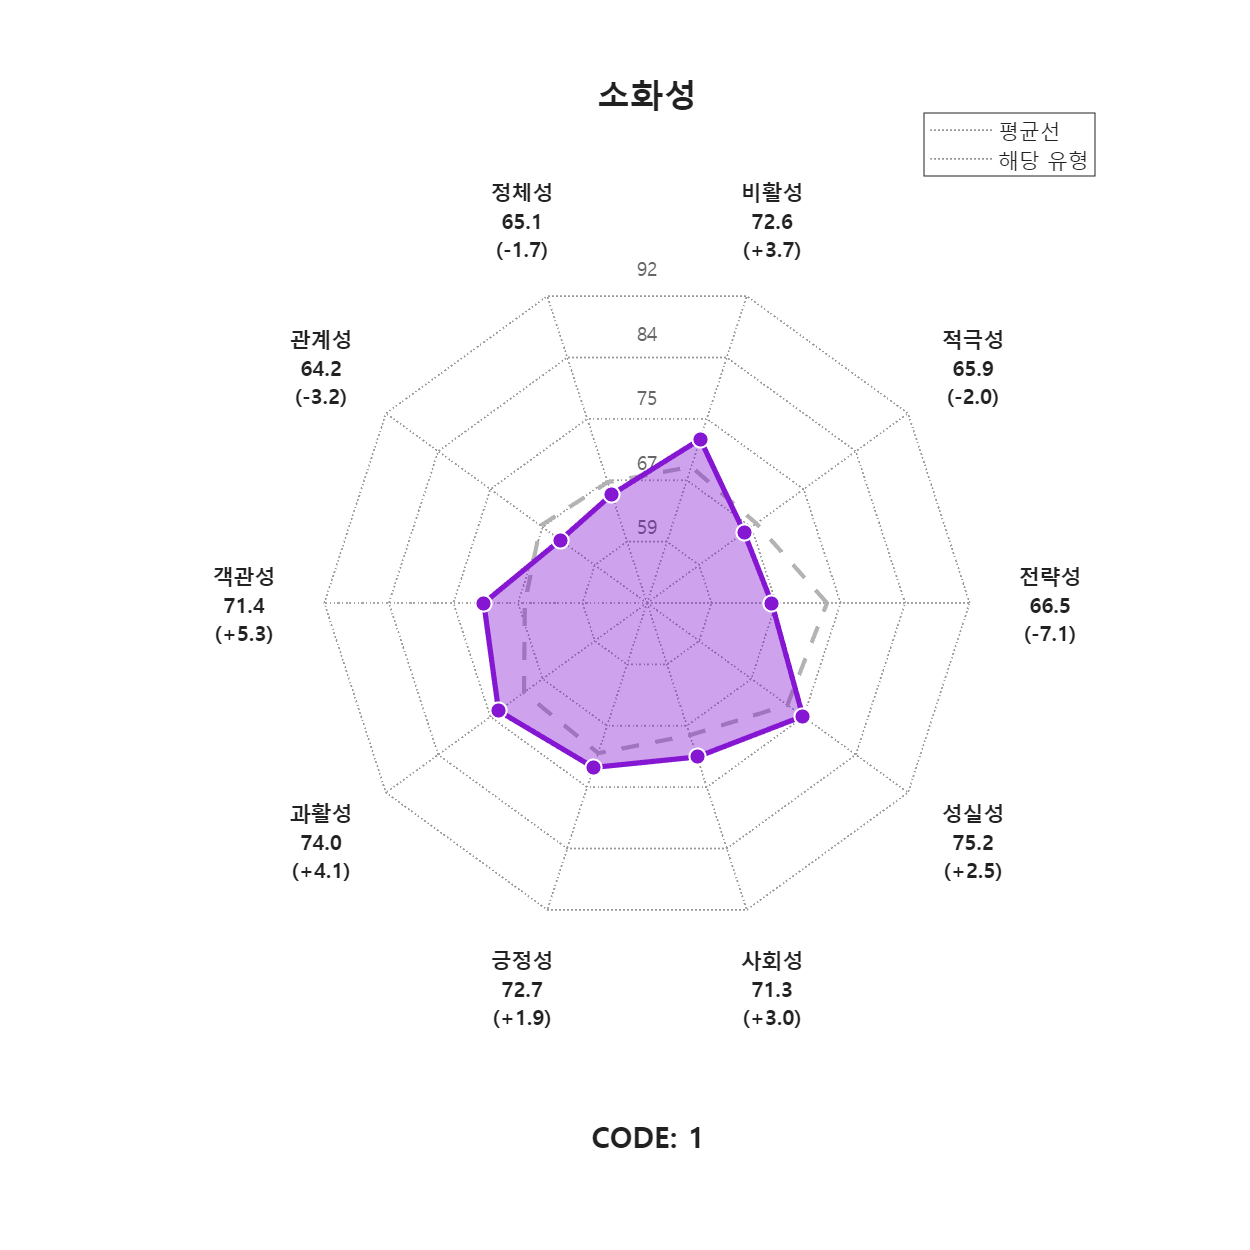 소화성
평균선
해당 유형
정체성
65.1
(-1.7)
비활성
72.6
(+3.7)
92
84
75
67
59
관계성
64.2
(-3.2)
적극성
65.9
(-2.0)
객관성
71.4
(+5.3)
전략성
66.5
(-7.1)
과활성
74.0
(+4.1)
성실성
75.2
(+2.5)
긍정성
72.7
(+1.9)
사회성
71.3
(+3.0)
CODE: 1